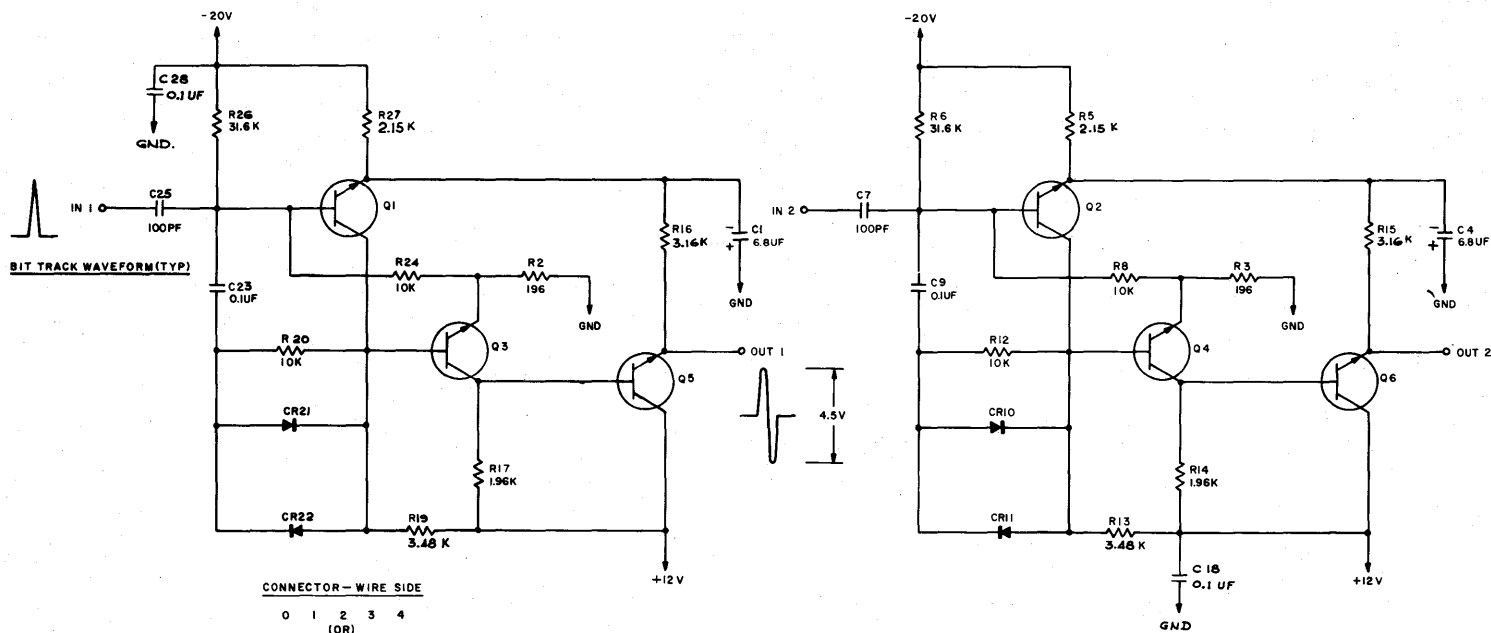 -20V
C28
0.1UF
GND.
R26
31.6K
R27
2.15 K
IN 1
C25
100PF
Q1
BIT TRACK WAVEFORM(TYP)
R16
3.16K
C1
6.8UF
-
+
GND
C23
0.1UF
R24
10K
R2
196
GND
R20
10K
Q3
Q5
OUT 1
4.5V
CR21
R17
1.96K
CR22
R19
3.48 K
+12V
CONNECTOR-WIRE SIDE
0 1 2 3 4
(OR)
-20V
R6
31.6K
R5
2.15 K
IN 2
C7
100PF
Q2
R15
3.16K
C4
6.8UF
-
+
GND
C9
0.1UF
R8
10K
R3
196
GND
R12
10K
Q4
Q6
OUT 2
CR10
R14
1.96K
CR11
R13
3.48K
C18
0.1 UF
GND
+12V